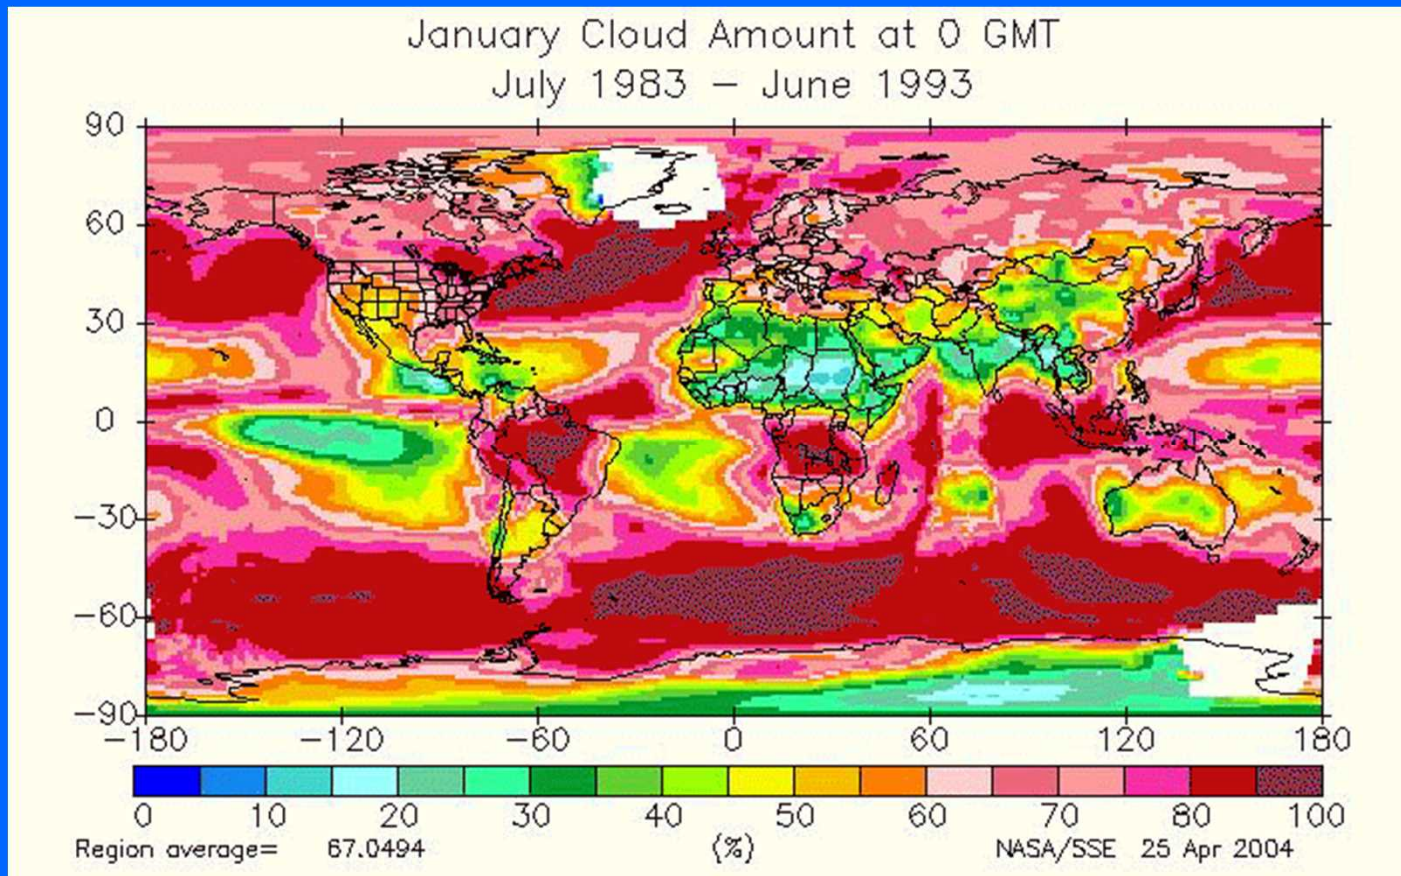 January Cloud Amount at 0 GMT
July 1983 – June 1993
90
60
30
0
−30
−60
−90
−180 −120 −60 0 60 120 180
0 10 20 30 40 50 60 70 80 100
Region average= 67.0494 (%) NASA/SSE 25 Apr 2004